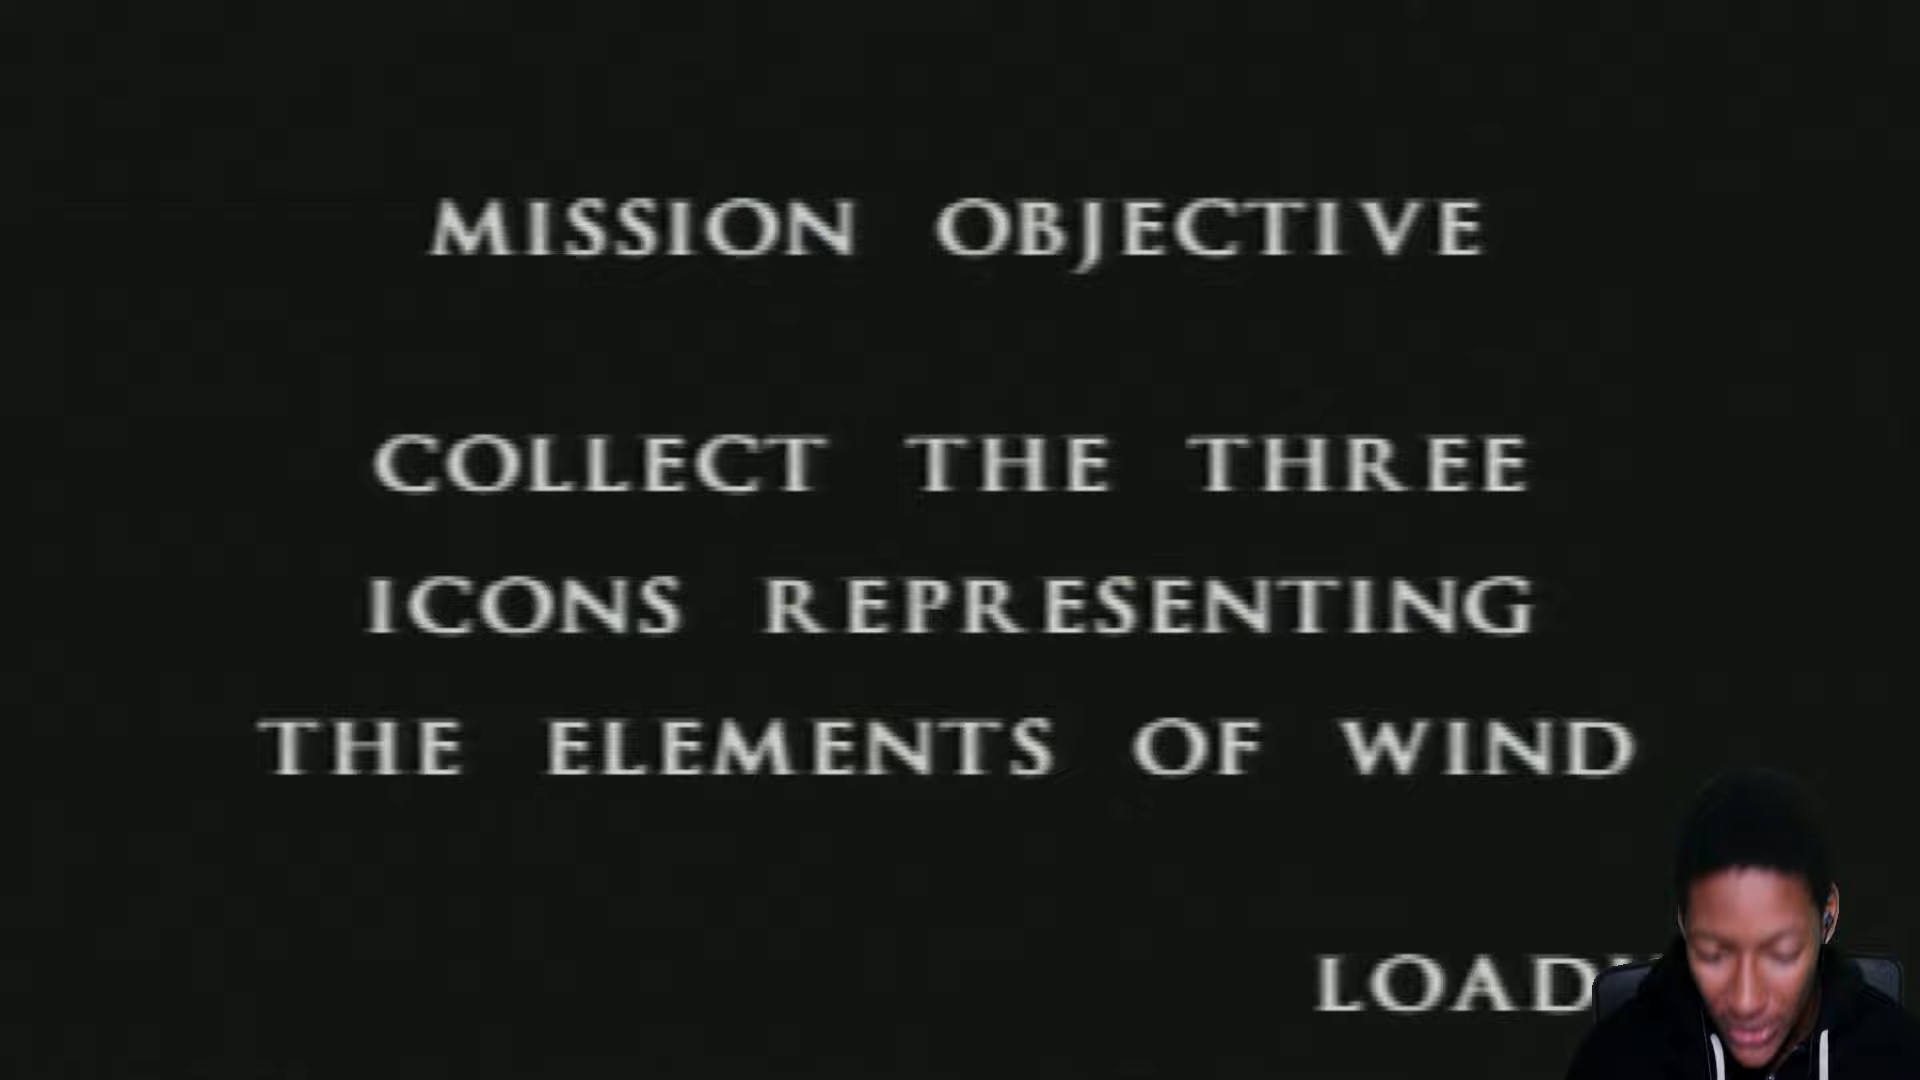 MISSION OBJECTIVE
COLLECT THE THREE
ICONS REPRESENTING
THE ELEMENTS OF WIND